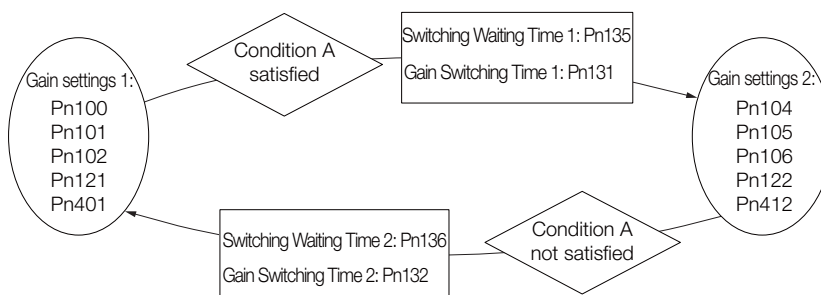 Gain settings 1:
Pn100
Pn101
Pn102
Pn121
Pn401
Condition A
satisfied
Switching Waiting Time 1: Pn135
Gain Switching Time 1: Pn131
Gain settings 2:
Pn104
Pn105
Pn106
Pn122
Pn412
Condition A
not satisfied
Switching Waiting Time 2: Pn136
Gain Switching Time 2: Pn132